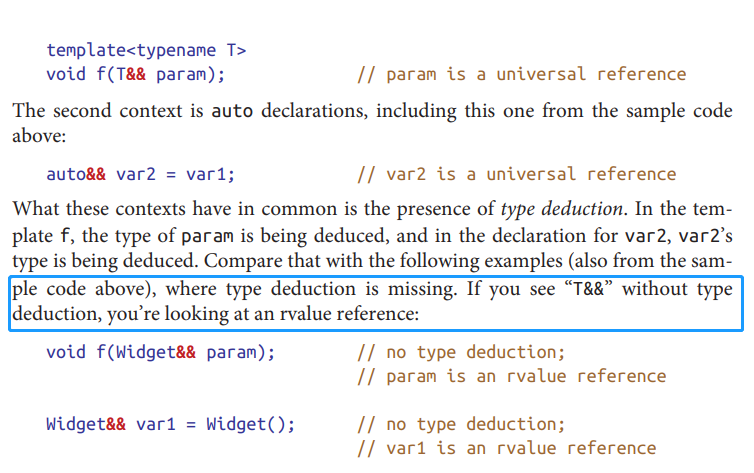 template<typename T>
void f(T&& param); // param is a universal reference
The second context is auto declarations, including this one from the sample code
above:
auto&& var2 = var1; // var2 is a universal reference
What these contexts have in common is the presence of type deduction. In the tem-
plate f, the type of param is being deduced, and in the declaration for var2, var2’s
type is being deduced. Compare that with the following examples (also from the sam-
ple code above), where type deduction is missing. If you see “T&&” without type
deduction, you’re looking at an rvalue reference:
void f(Widget&& param); // no type deduction;
// param is an rvalue reference
Widget&& var1 = Widget(); // no type deduction;
// var1 is an rvalue reference